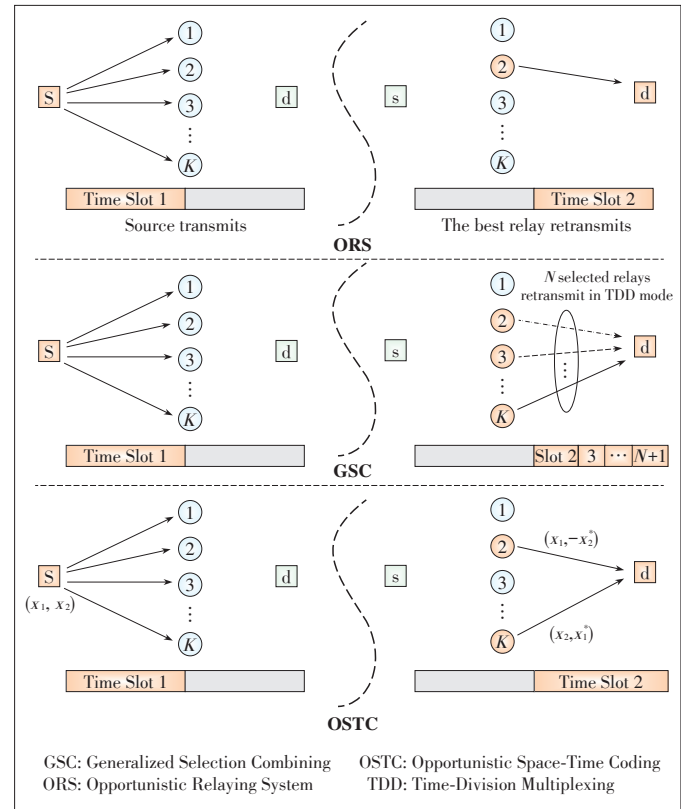 1
2
3
⋮
K
S
d
Time Slot 1
Source transmits
s
1
2
3
⋮
K
d
Time Slot 2
The best relay retransmits
ORS
1
2
3
⋮
K
S
d
Time Slot 1
s
1
2
3
⋮
K
N selected relays
retransmit in TDD mode
⋮
d
Slot 2 3 ⋯ N+1
GSC
1
2
3
⋮
K
S
(x₁, x₂)
d
Time Slot 1
s
1
2
3
⋮
K
(x₁,−x₂*)
(x₂,x₁*)
d
Time Slot 2
OSTC
GSC: Generalized Selection Combining OSTC: Opportunistic Space-Time Coding
ORS: Opportunistic Relaying System TDD: Time-Division Multiplexing